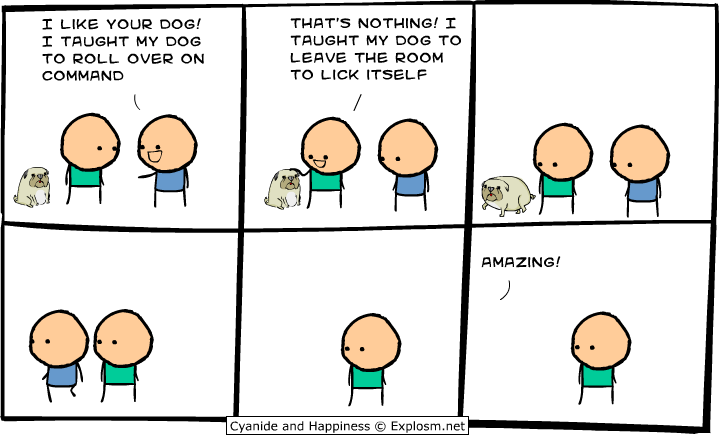 I LIKE YOUR DOG!
I TAUGHT MY DOG
TO ROLL OVER ON
COMMAND
THAT'S NOTHING! I
TAUGHT MY DOG TO
LEAVE THE ROOM
TO LICK ITSELF
AMAZING!
Cyanide and Happiness © Explosm.net